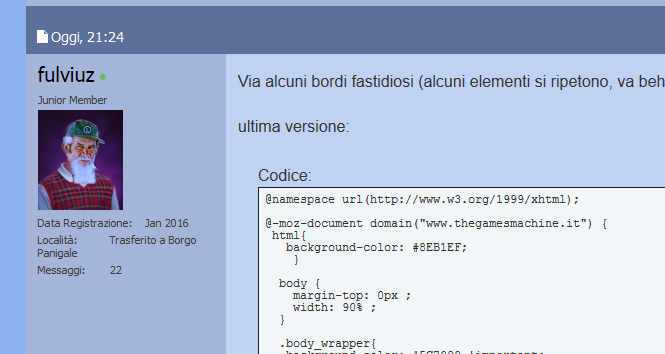 Oggi, 21:24
fulviuz
Junior Member
Data Registrazione: Jan 2016
Località: Trasferito a Borgo
Panigale
Messaggi: 22
Via alcuni bordi fastidiosi (alcuni elementi si ripetono, va beh
ultima versione:
Codice:
@namespace url(http://www.w3.org/1999/xhtml);
@-moz-document domain("www.thegamesmachine.it") {
html{
background-color: #8EB1EF;
}
body {
margin-top: 0px ;
width: 90% ;
}
.body_wrapper{